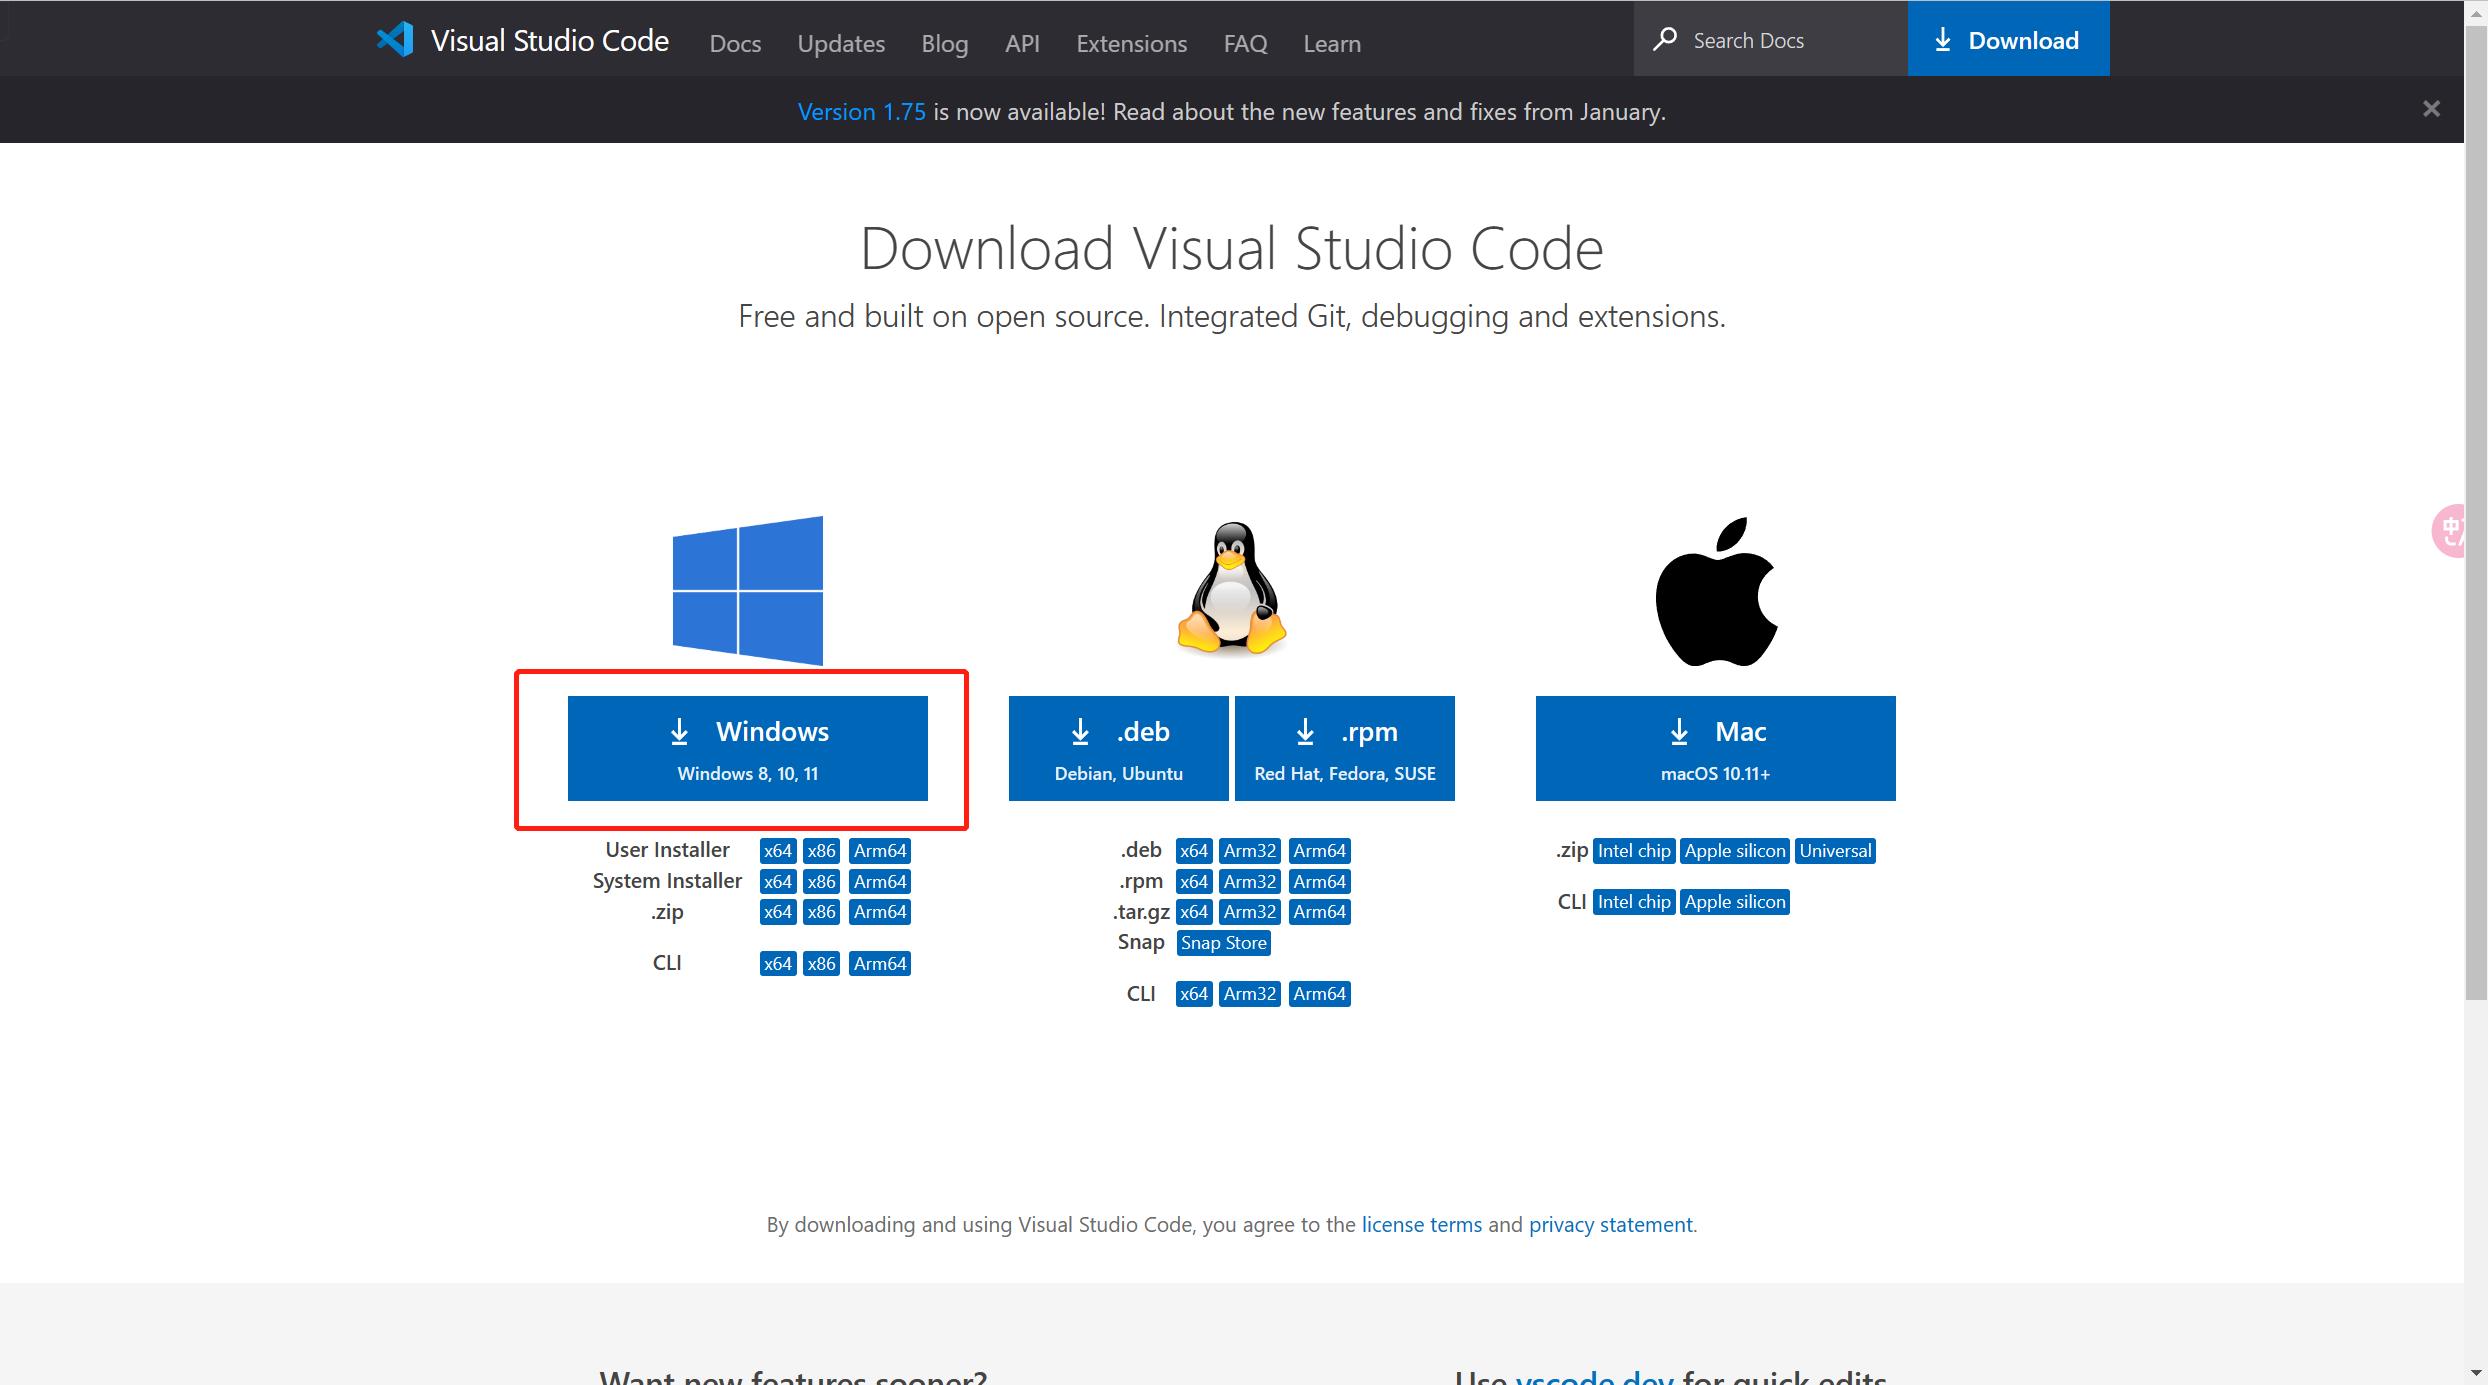 Visual Studio Code Docs Updates Blog API Extensions FAQ Learn Search Docs Download
Version 1.75 is now available! Read about the new features and fixes from January.
Download Visual Studio Code
Free and built on open source. Integrated Git, debugging and extensions.
Windows
Windows 8, 10, 11
User Installer x64 x86 Arm64
System Installer x64 x86 Arm64
.zip x64 x86 Arm64
CLI x64 x86 Arm64
.deb
Debian, Ubuntu
.rpm
Red Hat, Fedora, SUSE
.deb x64 Arm32 Arm64
.rpm x64 Arm32 Arm64
.tar.gz x64 Arm32 Arm64
Snap Snap Store
CLI x64 Arm32 Arm64
Mac
macOS 10.11+
.zip Intel chip Apple silicon Universal
CLI Intel chip Apple silicon
By downloading and using Visual Studio Code, you agree to the license terms and privacy statement.
Want new features sooner?
Use vscode.dev for quick edits